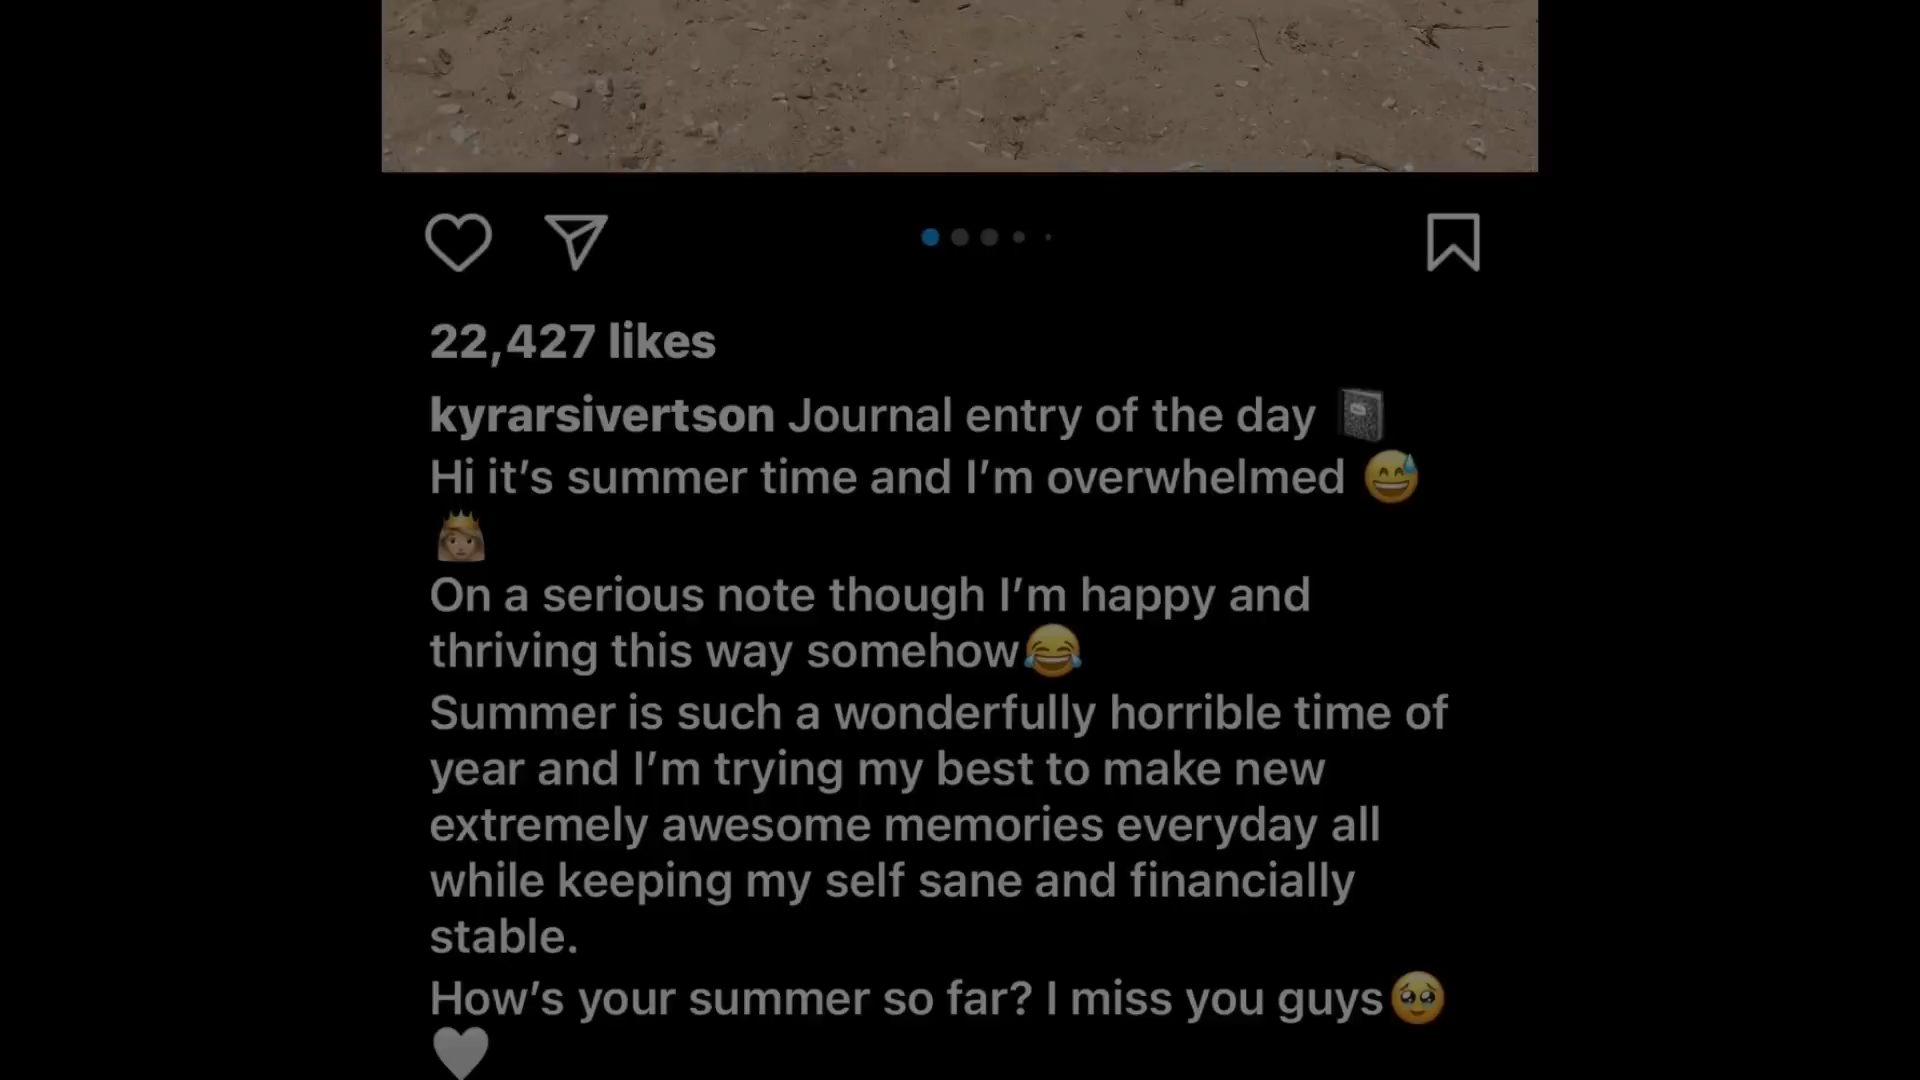 22,427 likes
kyrarsivertson Journal entry of the day 📓
Hi it’s summer time and I’m overwhelmed 😅
👸🏼
On a serious note though I’m happy and
thriving this way somehow😂
Summer is such a wonderfully horrible time of
year and I’m trying my best to make new
extremely awesome memories everyday all
while keeping my self sane and financially
stable.
How’s your summer so far? I miss you guys🥹
🤍